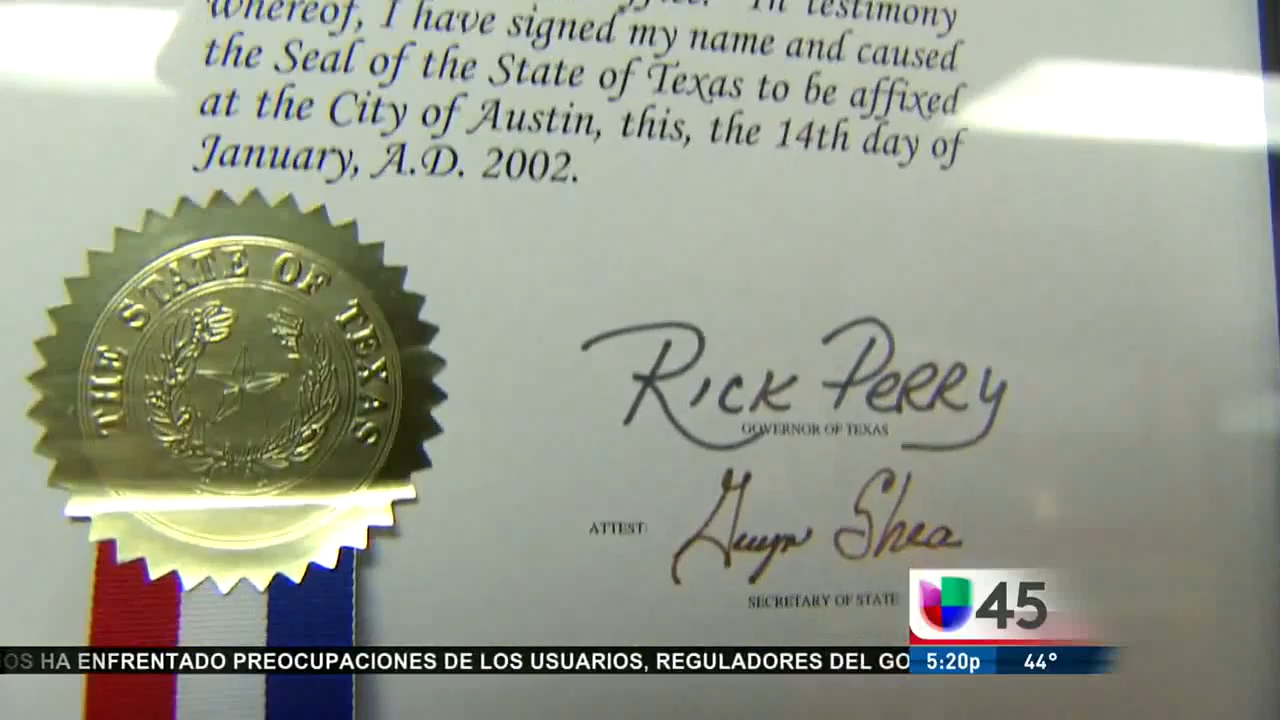 In testimony
Whereof, I have signed my name and caused
the Seal of the State of Texas to be affixed
at the City of Austin, this, the 14th day of
January, A.D. 2002.
THE STATE OF TEXAS
RICK PERRY
GOVERNOR OF TEXAS
ATTEST:
Gwyn Shea
SECRETARY OF STATE
45
OS HA ENFRENTADO PREOCUPACIONES DE LOS USUARIOS, REGULADORES DEL GO
5:20p 44°